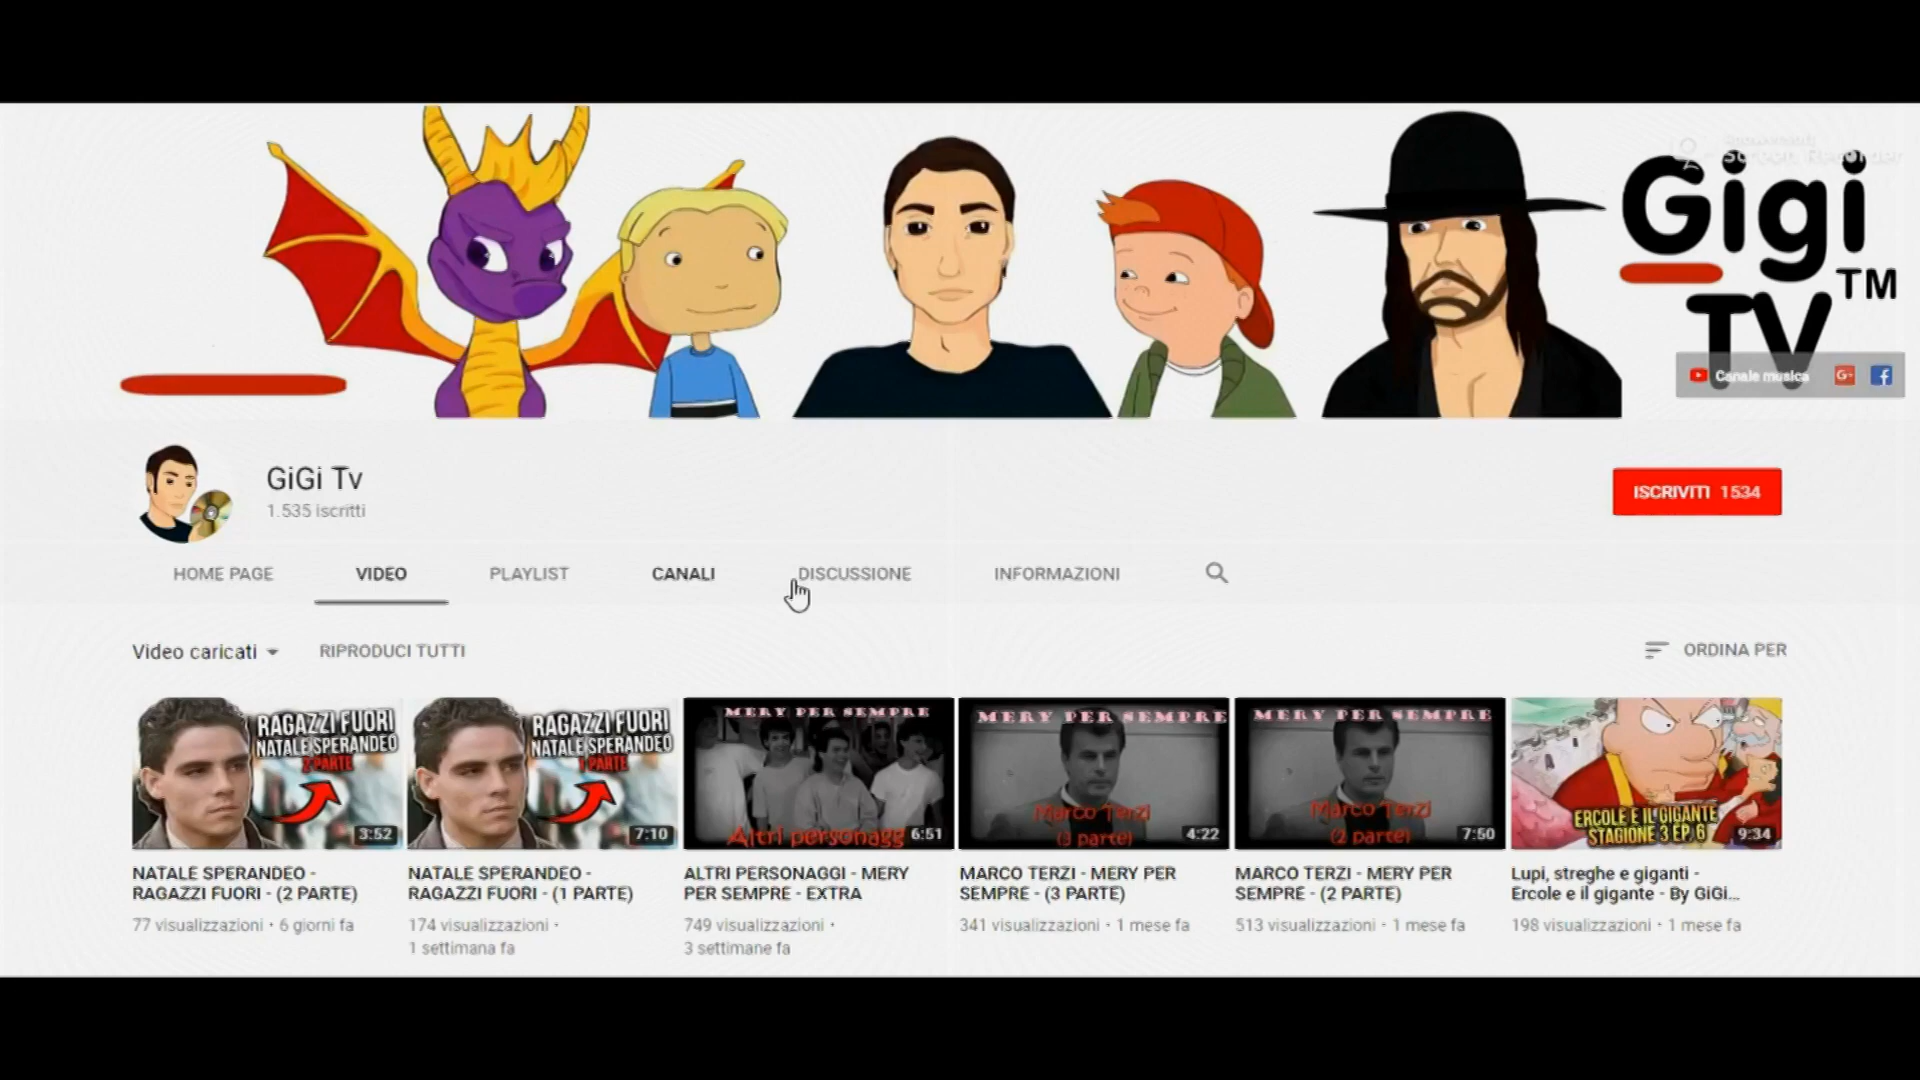 Screen Recorder
Gigi
TV TM
Canale musica
GiGi Tv
1.535 iscritti
ISCRIVITI 1534
HOME PAGE VIDEO PLAYLIST CANALI DISCUSSIONE INFORMAZIONI
Video caricati RIPRODUCI TUTTI ORDINA PER
RAGAZZI FUORI
NATALE SPERANDEO
2 PARTE
3:52
RAGAZZI FUORI
NATALE SPERANDEO
1 PARTE
7:10
MERY PER SEMPRE
Altri personagg
6:51
MERY PER SEMPRE
Marco Terzi
(3 parte)
4:22
MERY PER SEMPRE
Marco Terzi
(2 parte)
7:50
ERCOLE E IL GIGANTE
STAGIONE 3 EP 6
9:34
NATALE SPERANDEO -
RAGAZZI FUORI - (2 PARTE)
77 visualizzazioni • 6 giorni fa
NATALE SPERANDEO -
RAGAZZI FUORI - (1 PARTE)
174 visualizzazioni •
1 settimana fa
ALTRI PERSONAGGI - MERY
PER SEMPRE - EXTRA
749 visualizzazioni •
3 settimane fa
MARCO TERZI - MERY PER
SEMPRE - (3 PARTE)
341 visualizzazioni • 1 mese fa
MARCO TERZI - MERY PER
SEMPRE - (2 PARTE)
513 visualizzazioni • 1 mese fa
Lupi, streghe e giganti -
Ercole e il gigante - By GiGi...
198 visualizzazioni • 1 mese fa